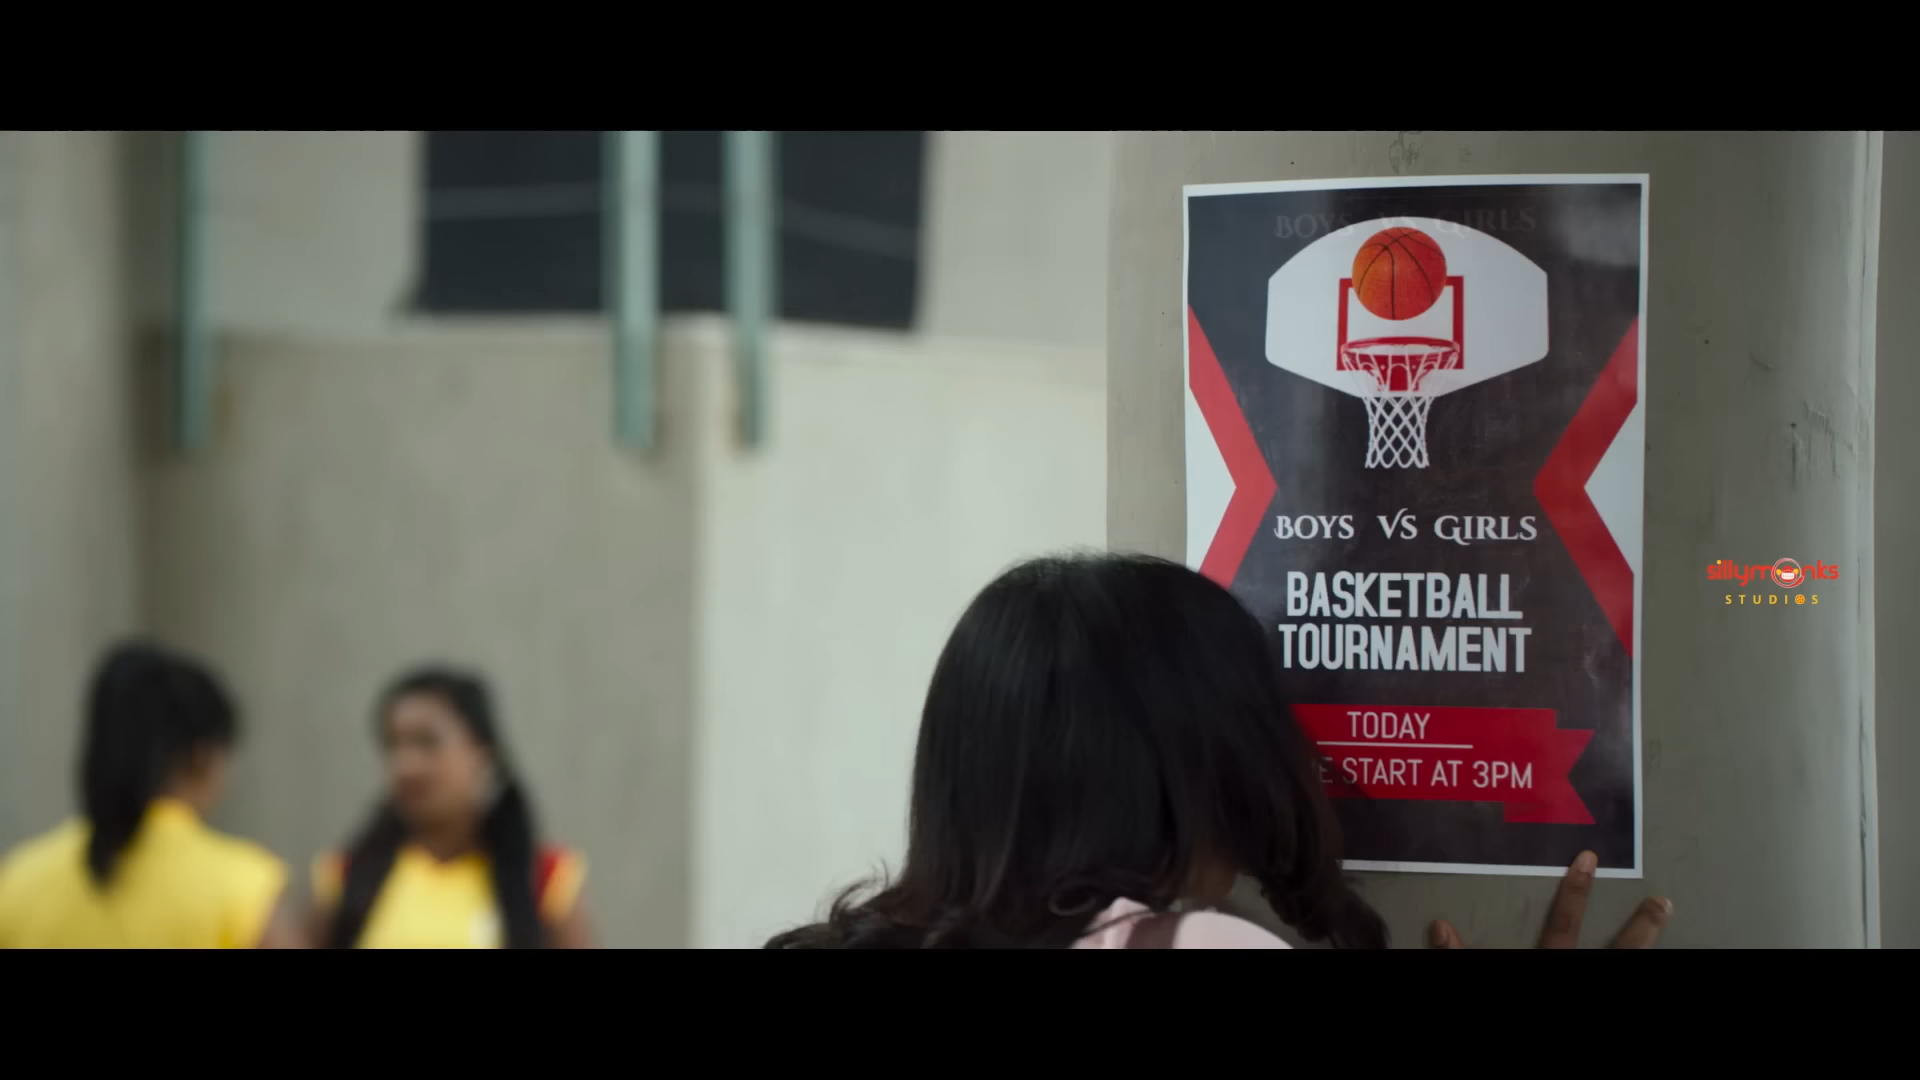 BOYS VS GIRLS
BOYS VS GIRLS
BASKETBALL
TOURNAMENT
TODAY
START AT 3PM
sillymonks
STUDIOS